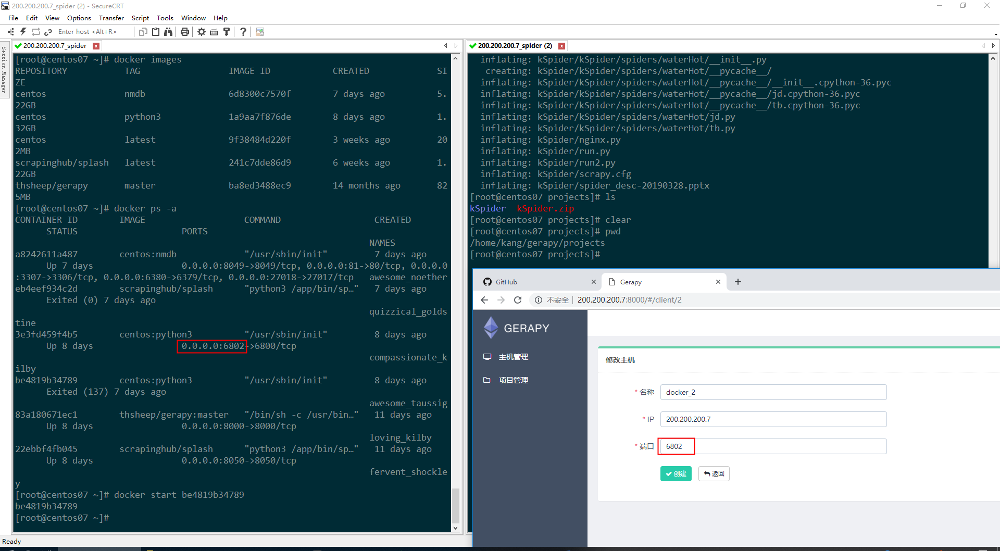 200.200.200.7_spider (2) - SecureCRT
File Edit View Options Transfer Script Tools Window Help
Enter host <Alt+R>
Session Manager
200.200.200.7_spider
[root@centos07 ~]# docker images
REPOSITORY TAG IMAGE ID CREATED SI
ZE
centos nmdb 6d8300c7570f 7 days ago 5.
22GB
centos python3 1a9aa7f876de 8 days ago 1.
32GB
centos latest 9f38484d220f 3 weeks ago 20
2MB
scrapinghub/splash latest 241c7dde86d9 6 weeks ago 1.
22GB
thsheep/gerapy master ba8ed3488ec9 14 months ago 82
5MB
[root@centos07 ~]# docker ps -a
CONTAINER ID IMAGE COMMAND CREATED
STATUS PORTS
NAMES
a8242611a487 centos:nmdb "/usr/sbin/init" 7 days ago
Up 7 days 0.0.0.0:8049->8049/tcp, 0.0.0.0:81->80/tcp, 0.0.0.0
:3307->3306/tcp, 0.0.0.0:6380->6379/tcp, 0.0.0.0:27018->27017/tcp awesome_noether
eb4eef934c2d scrapinghub/splash "python3 /app/bin/sp…" 7 days ago
Exited (0) 7 days ago
quizzical_golds
tine
3e3fd459f4b5 centos:python3 "/usr/sbin/init" 8 days ago
Up 8 days 0.0.0.0:6802->6800/tcp
compassionate_k
ilby
be4819b34789 centos:python3 "/usr/sbin/init" 8 days ago
Exited (137) 7 days ago
awesome_taussig
83a180671ec1 thsheep/gerapy:master "/bin/sh -c /usr/bin…" 11 days ago
Up 8 days 0.0.0.0:8000->8000/tcp
loving_kilby
22ebbf4fb045 scrapinghub/splash "python3 /app/bin/sp…" 11 days ago
Up 8 days 0.0.0.0:8050->8050/tcp
fervent_shockle
y
[root@centos07 ~]# docker start be4819b34789
be4819b34789
[root@centos07 ~]#
200.200.200.7_spider (2)
inflating: kSpider/kSpider/spiders/waterHot/__init__.py
creating: kSpider/kSpider/spiders/waterHot/__pycache__/
inflating: kSpider/kSpider/spiders/waterHot/__pycache__/__init__.cpython-36.pyc
inflating: kSpider/kSpider/spiders/waterHot/__pycache__/jd.cpython-36.pyc
inflating: kSpider/kSpider/spiders/waterHot/__pycache__/tb.cpython-36.pyc
inflating: kSpider/kSpider/spiders/waterHot/jd.py
inflating: kSpider/kSpider/spiders/waterHot/tb.py
inflating: kSpider/nginx.py
inflating: kSpider/run.py
inflating: kSpider/run2.py
inflating: kSpider/scrapy.cfg
inflating: kSpider/spider_desc-20190328.pptx
[root@centos07 projects]# ls
kSpider kSpider.zip
[root@centos07 projects]# clear
[root@centos07 projects]# pwd
/home/kang/gerapy/projects
[root@centos07 projects]#
GitHub
Gerapy
不安全 200.200.200.7:8000/#/client/2
GERAPY
主机管理
项目管理
修改主机
* 名称 docker_2
* IP 200.200.200.7
* 端口 6802
创建 返回
Ready